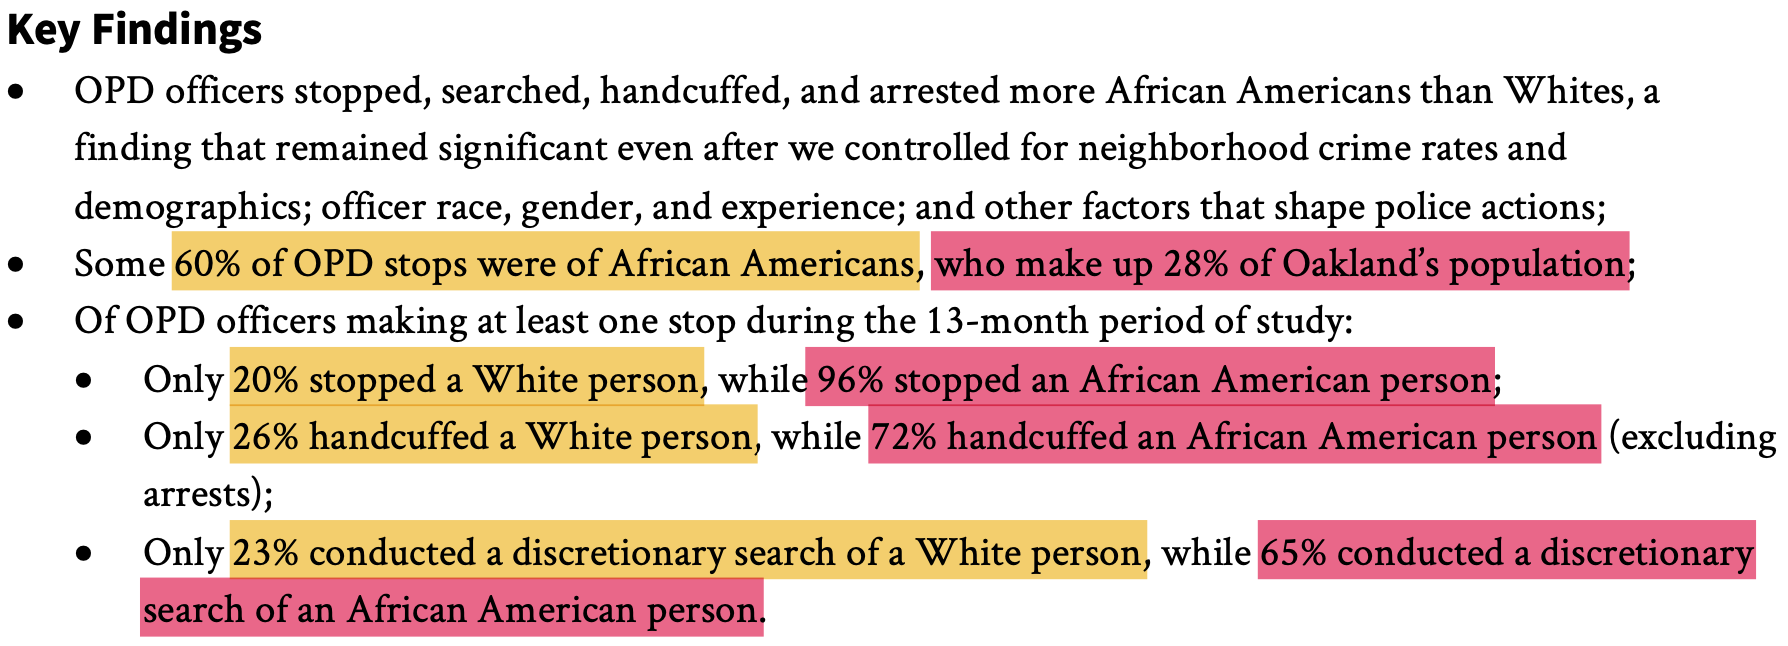 Key Findings
• OPD officers stopped, searched, handcuffed, and arrested more African Americans than Whites, a
finding that remained significant even after we controlled for neighborhood crime rates and
demographics; officer race, gender, and experience; and other factors that shape police actions;
• Some 60% of OPD stops were of African Americans, who make up 28% of Oakland’s population;
• Of OPD officers making at least one stop during the 13-month period of study:
• Only 20% stopped a White person, while 96% stopped an African American person;
• Only 26% handcuffed a White person, while 72% handcuffed an African American person (excluding
arrests);
• Only 23% conducted a discretionary search of a White person, while 65% conducted a discretionary
search of an African American person.